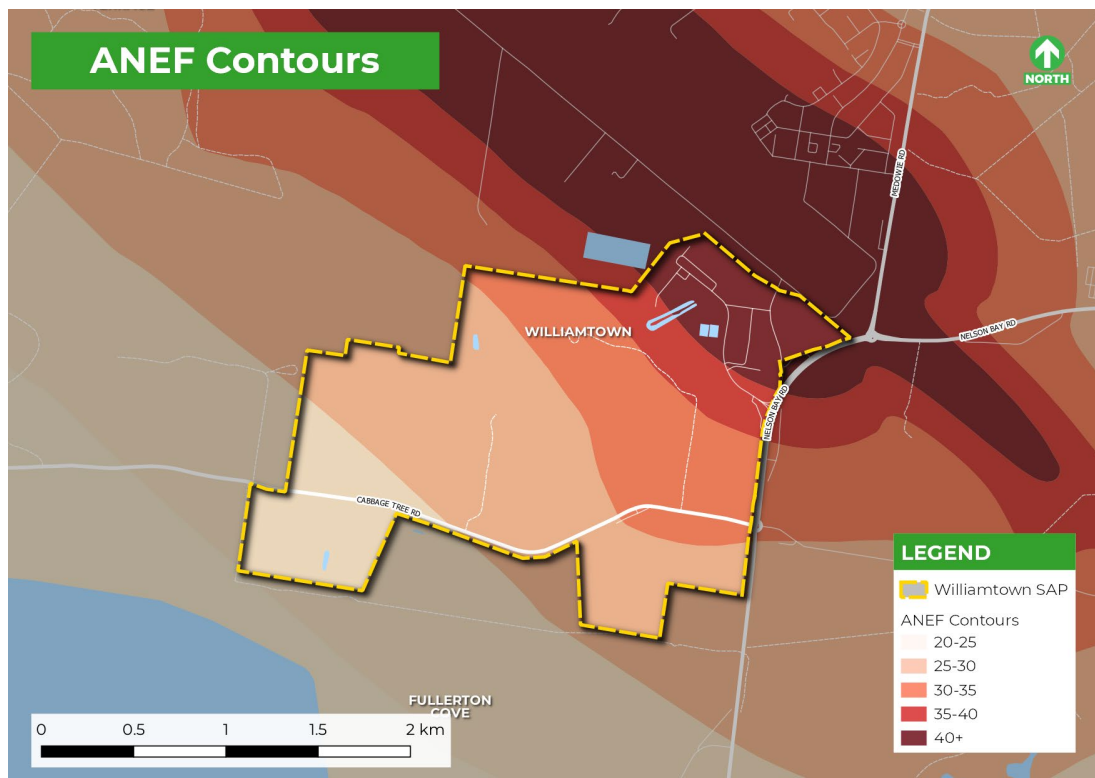 ANEF Contours
NORTH
MEDOWIE RD
NELSON BAY RD
WILLIAMTOWN
NELSON BAY RD
CABBAGE TREE RD
FULLERTON
COVE
0 0.5 1 1.5 2 km
LEGEND
Williamtown SAP
ANEF Contours
20-25
25-30
30-35
35-40
40+